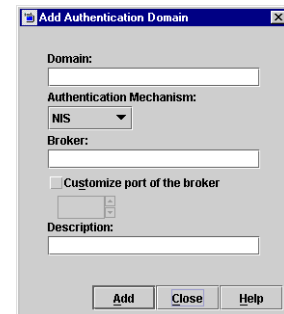 Add Authentication Domain
Domain:
Authentication Mechanism:
NIS
Broker:
Customize port of the broker
Description:
Add Close Help